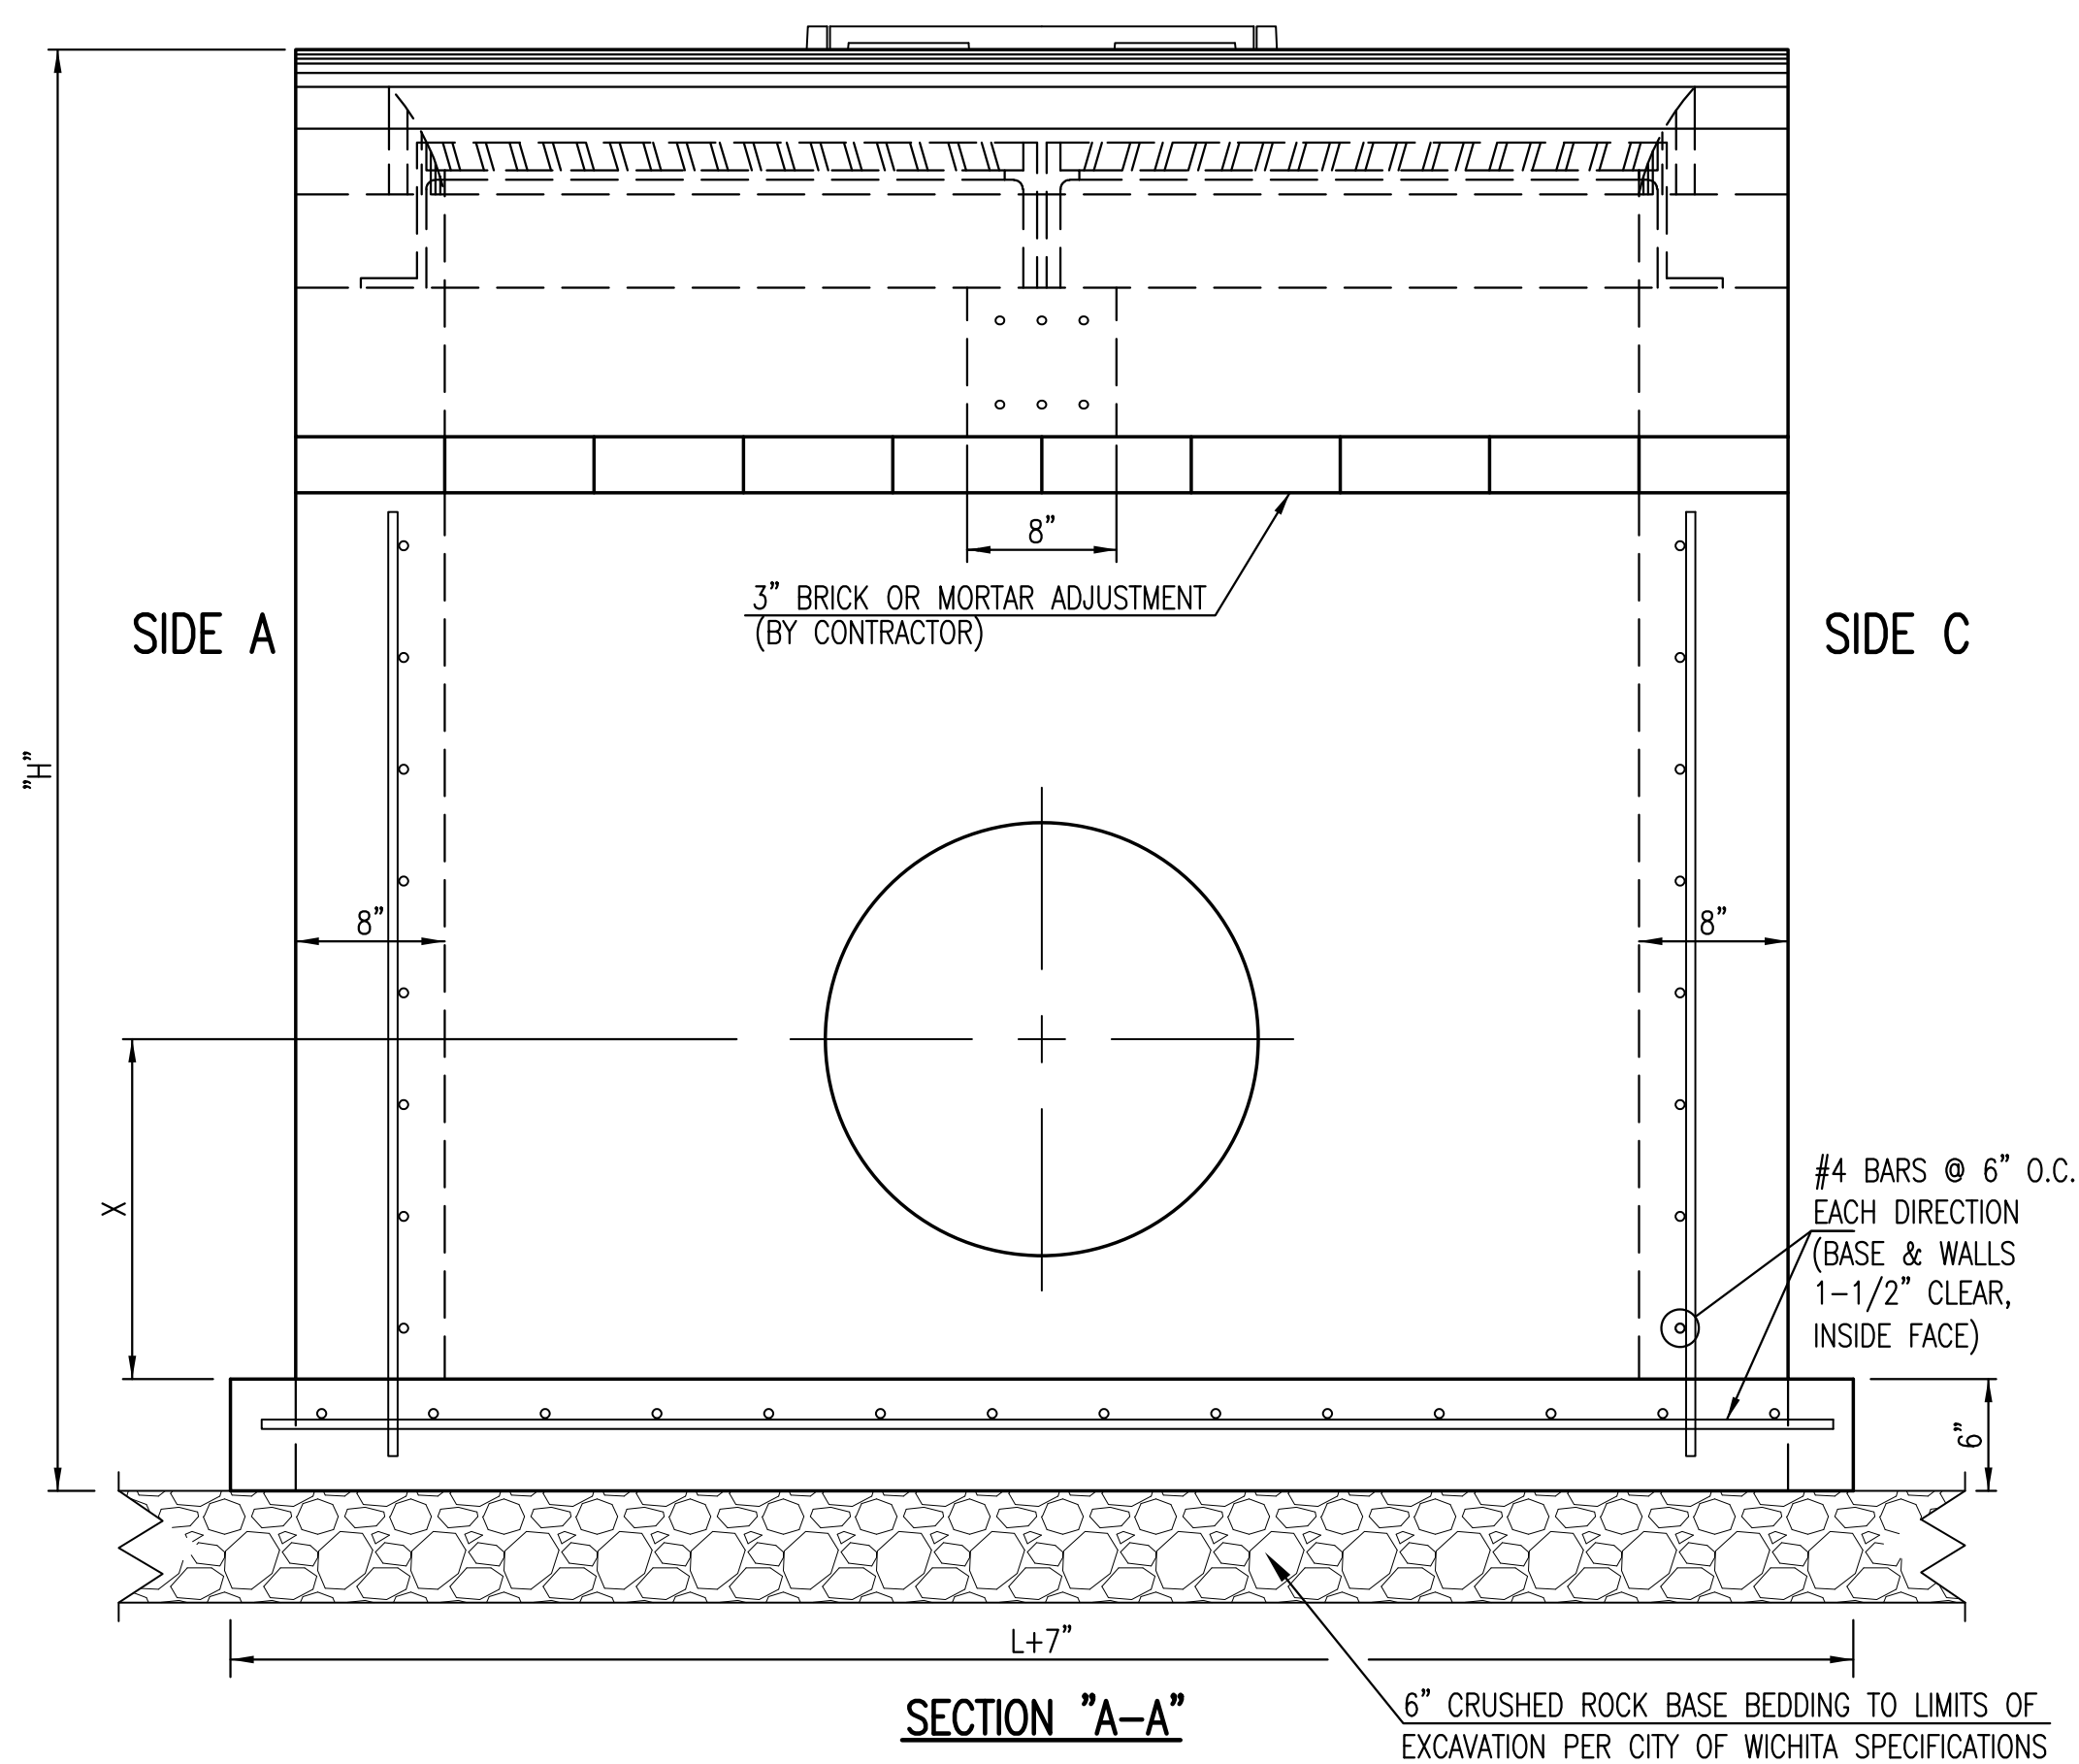 8”
3” BRICK OR MORTAR ADJUSTMENT
(BY CONTRACTOR)
SIDE A
SIDE C
”H”
8”
8”
X
#4 BARS @ 6” O.C.
EACH DIRECTION
(BASE & WALLS
1-1/2” CLEAR,
INSIDE FACE)
6”
L+7”
SECTION ”A-A”
6” CRUSHED ROCK BASE BEDDING TO LIMITS OF
EXCAVATION PER CITY OF WICHITA SPECIFICATIONS